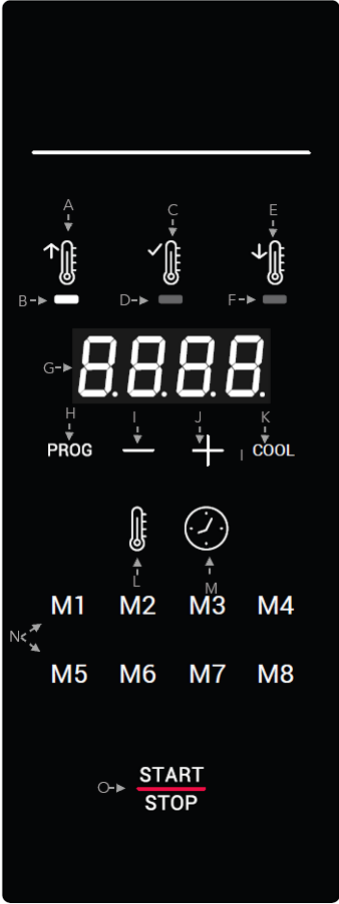 A C E
B D F
G
8.8.8.8.
H I J K
PROG — + | COOL
L M
M1 M2 M3 M4
N
M5 M6 M7 M8
O
START
STOP